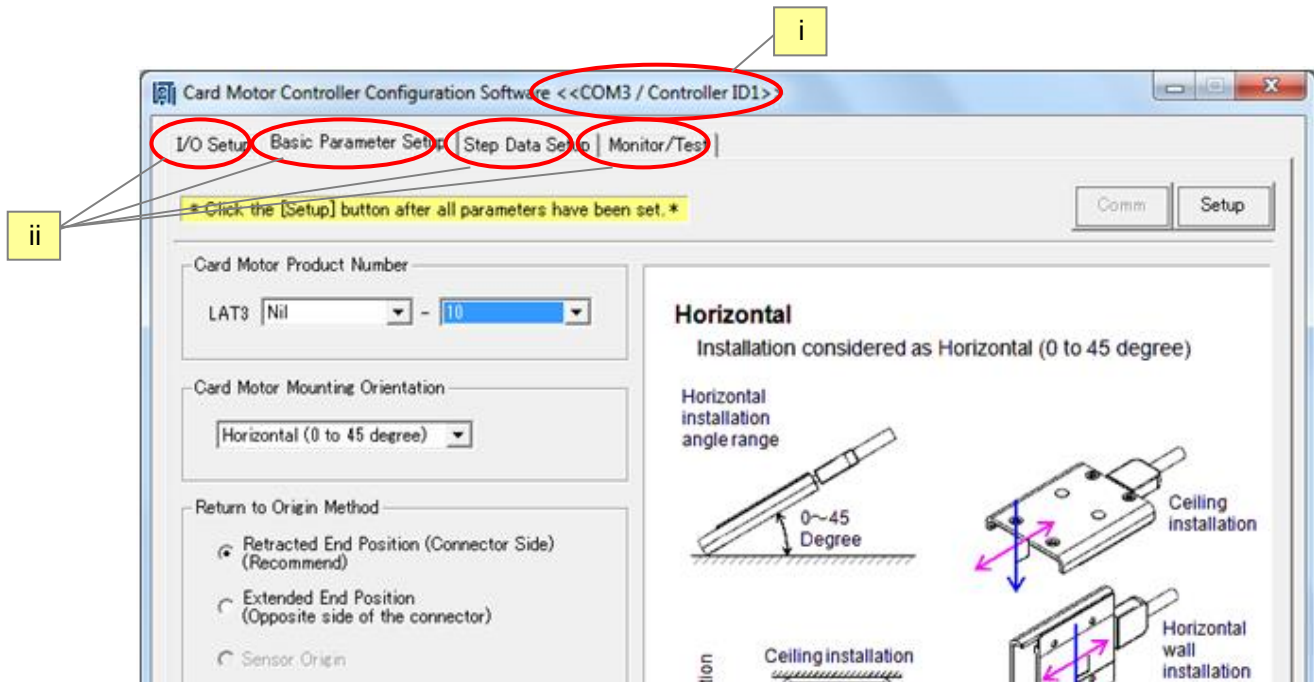 i
Card Motor Controller Configuration Software <<COM3 / Controller ID1>>
I/O Setup Basic Parameter Setup Step Data Setup Monitor/Test
ii
* Click the [Setup] button after all parameters have been set. *
Comm Setup
Card Motor Product Number
LAT3 Nil - 10
Card Motor Mounting Orientation
Horizontal (0 to 45 degree)
Return to Origin Method
Retracted End Position (Connector Side)
(Recommend)
Extended End Position
(Opposite side of the connector)
Sensor Origin
Horizontal
Installation considered as Horizontal (0 to 45 degree)
Horizontal
installation
angle range
0~45
Degree
Ceiling
installation
Ceiling installation
Horizontal
wall
installation